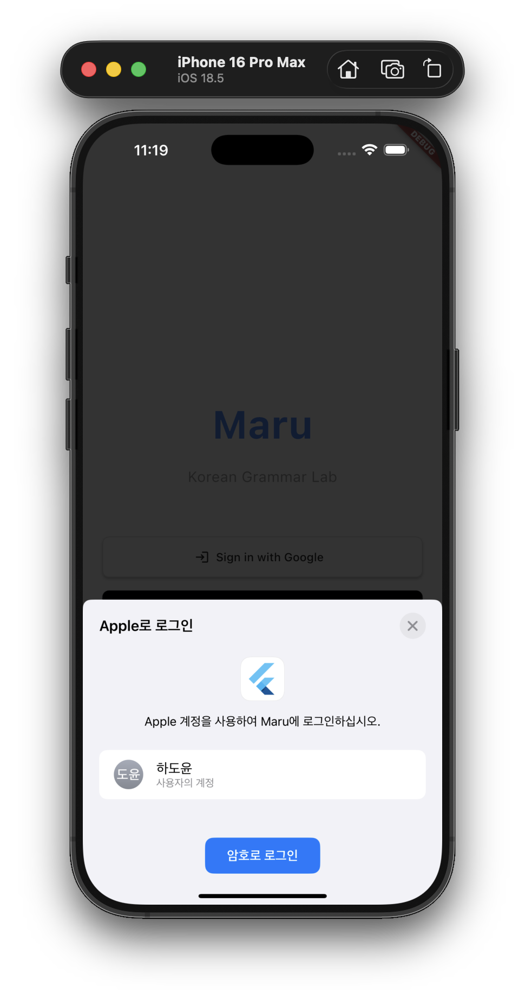 iPhone 16 Pro Max
iOS 18.5
11:19
DEBUG
Maru
Korean Grammar Lab
Sign in with Google
Apple로 로그인
Apple 계정을 사용하여 Maru에 로그인하십시오.
도윤
하도윤
사용자의 계정
암호로 로그인